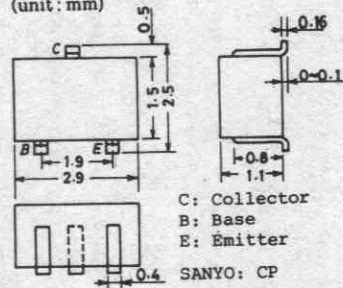 (unit : mm)
C
0.5
0.16
1.5
2.5
0~0.1
B
E
1.9
2.9
0.8
1.1
C: Collector
B: Base
E: Emitter
0.4
SANYO: CP